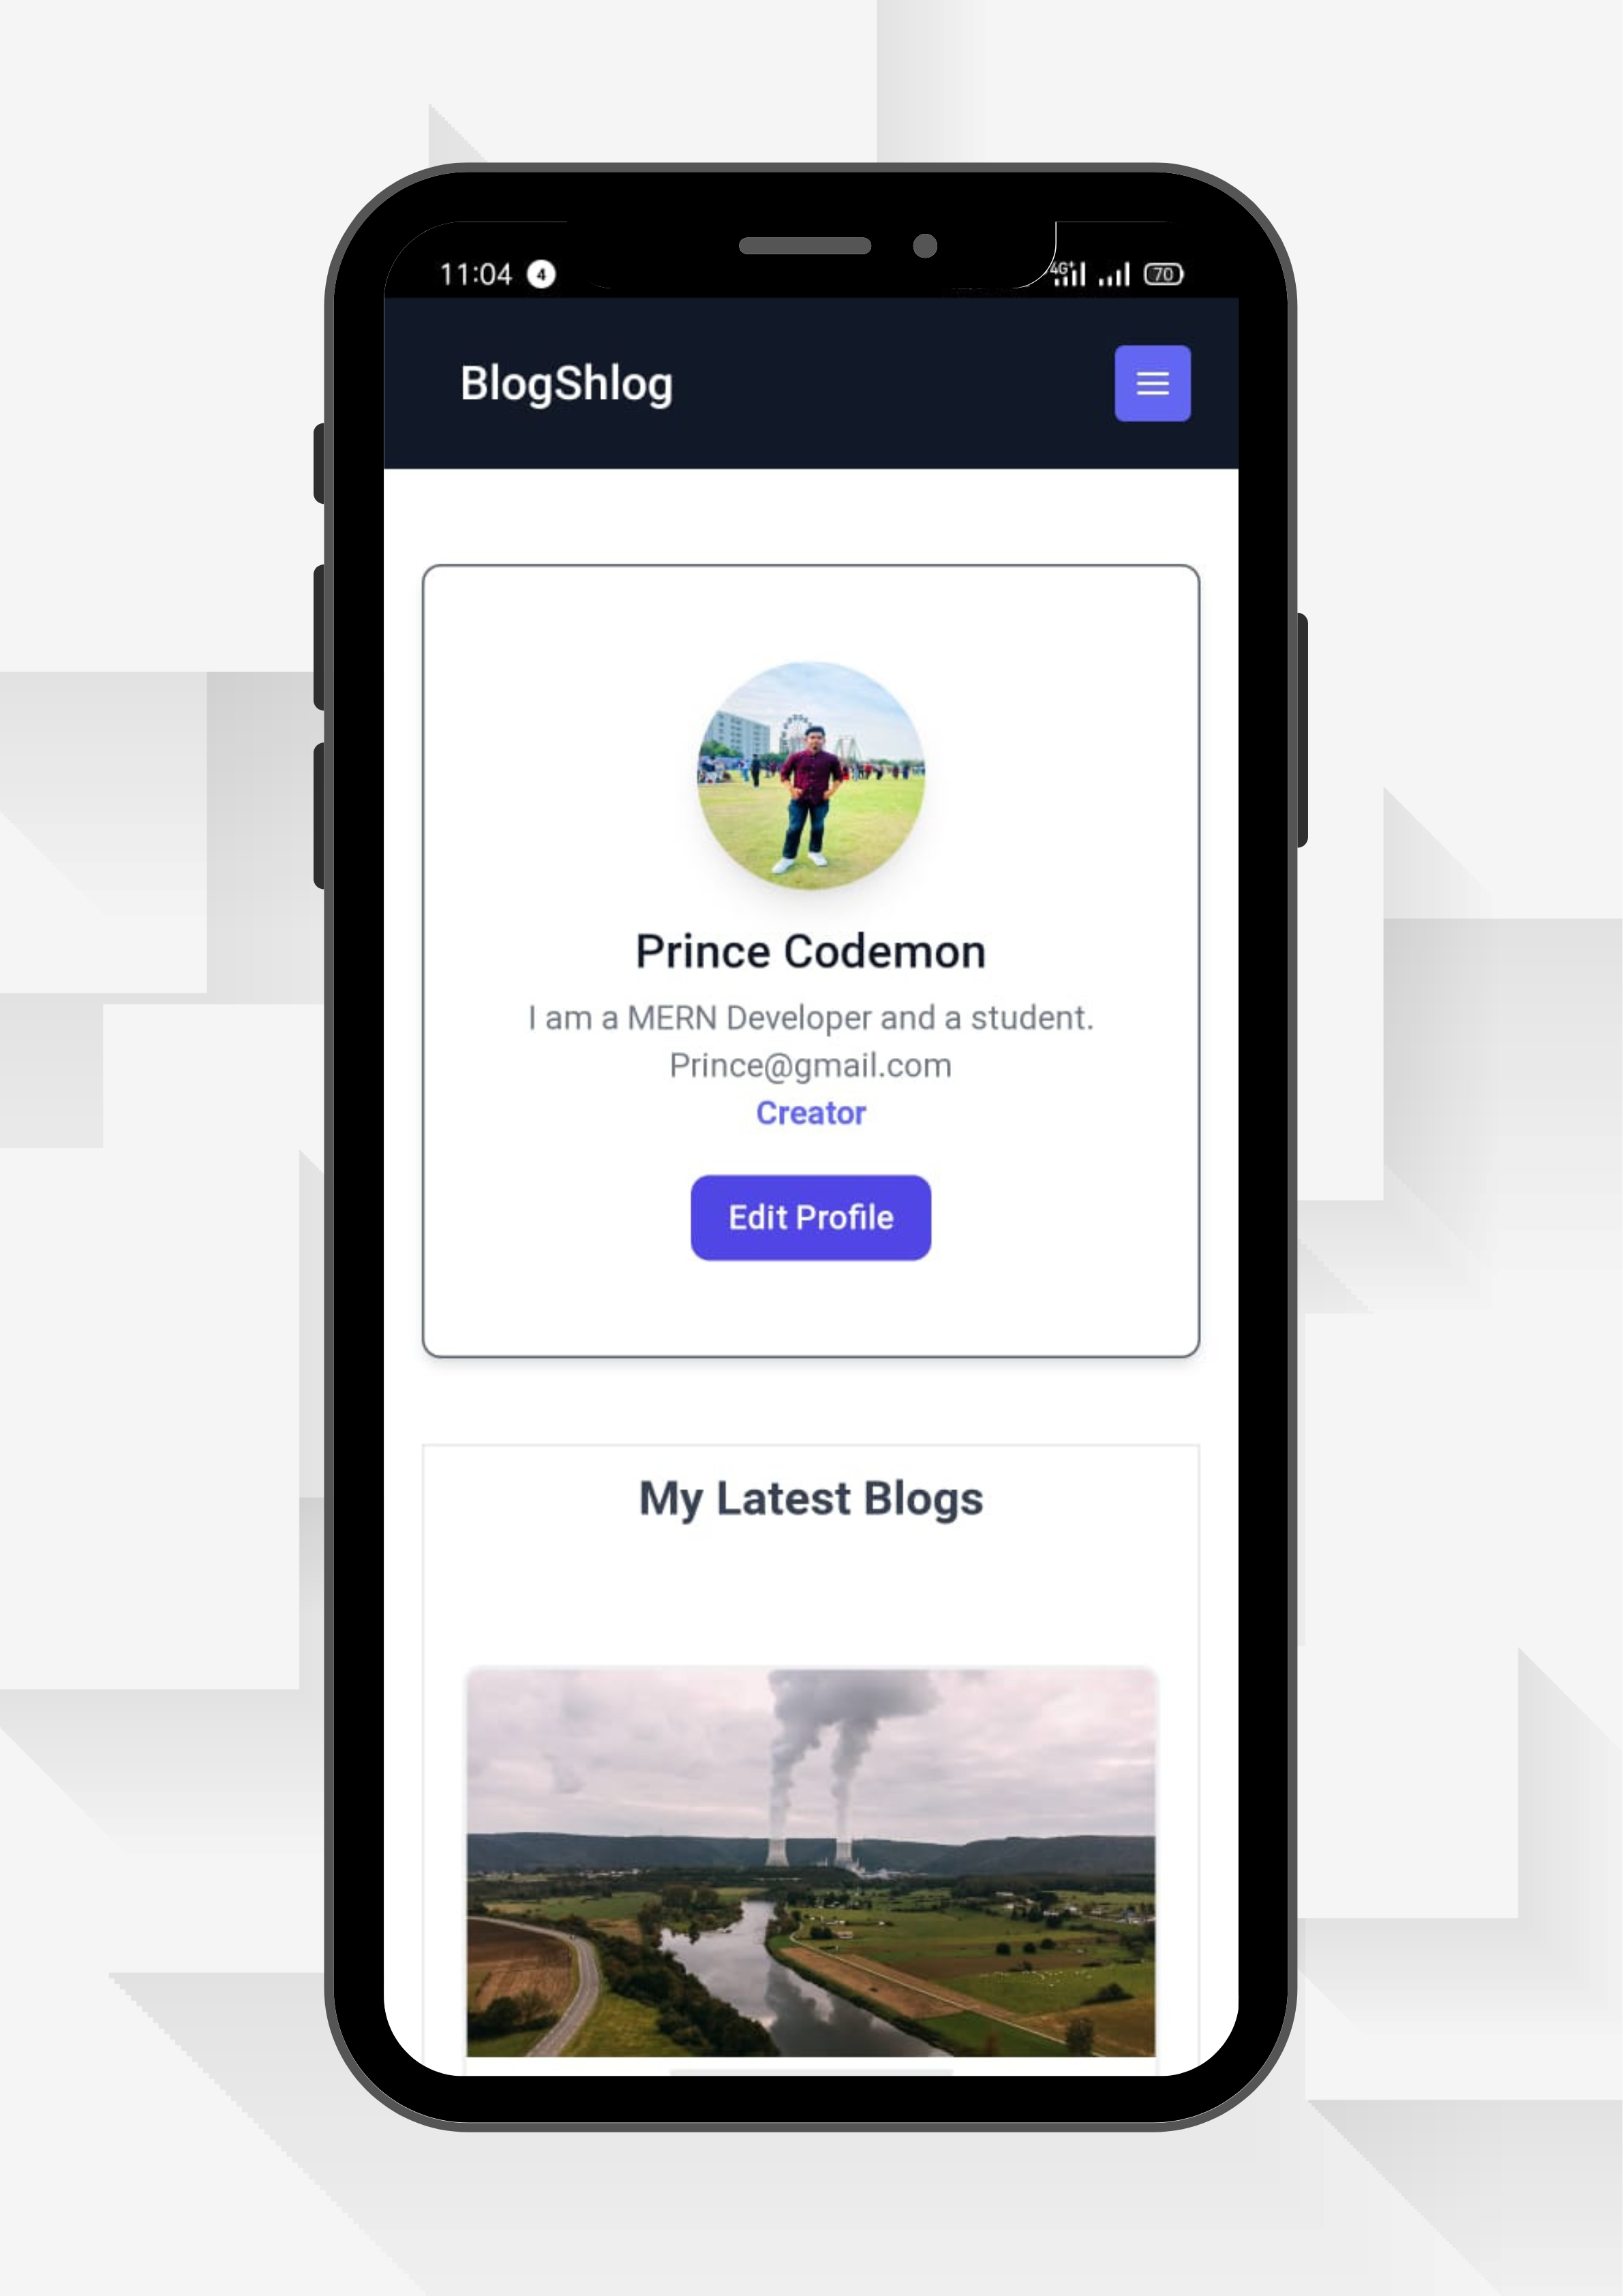 11:04 4
4G+ 70
BlogShlog
Prince Codemon
I am a MERN Developer and a student.
Prince@gmail.com
Creator
Edit Profile
My Latest Blogs